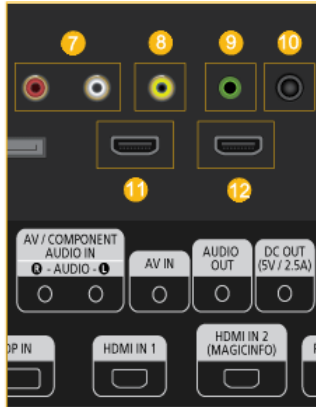 7 8 9 10
11 12
AV / COMPONENT
AUDIO IN
R - AUDIO - L
AV IN
AUDIO
OUT
DC OUT
(5V / 2.5A)
DP IN
HDMI IN 1
HDMI IN 2
(MAGICINFO)